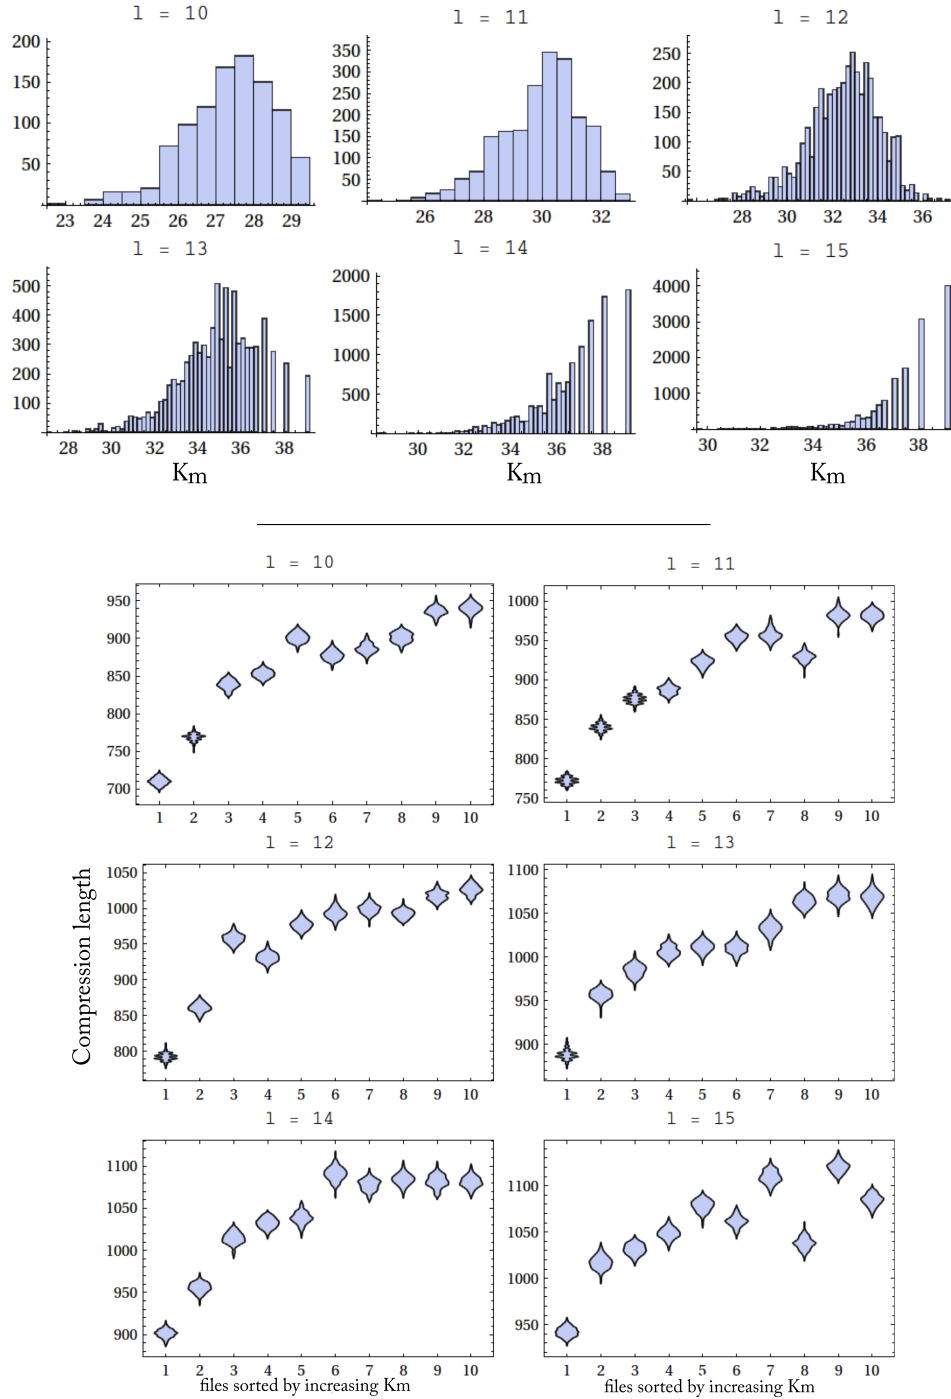 l = 10
l = 11
l = 12
200
150
100
50
23 24 25 26 27 28 29
350
300
250
200
150
100
50
26 28 30 32
250
200
150
100
50
28 30 32 34 36
l = 13
l = 14
l = 15
500
400
300
200
100
28 30 32 34 36 38
Km
2000
1500
1000
500
30 32 34 36 38
Km
4000
3000
2000
1000
30 32 34 36 38
Km
l = 10
l = 11
950
900
850
800
750
700
1 2 3 4 5 6 7 8 9 10
1000
950
900
850
800
750
1 2 3 4 5 6 7 8 9 10
l = 12
l = 13
Compression length
1050
1000
950
900
850
800
1 2 3 4 5 6 7 8 9 10
1100
1050
1000
950
900
1 2 3 4 5 6 7 8 9 10
l = 14
l = 15
1100
1050
1000
950
900
1 2 3 4 5 6 7 8 9 10
files sorted by increasing Km
1100
1050
1000
950
1 2 3 4 5 6 7 8 9 10
files sorted by increasing Km